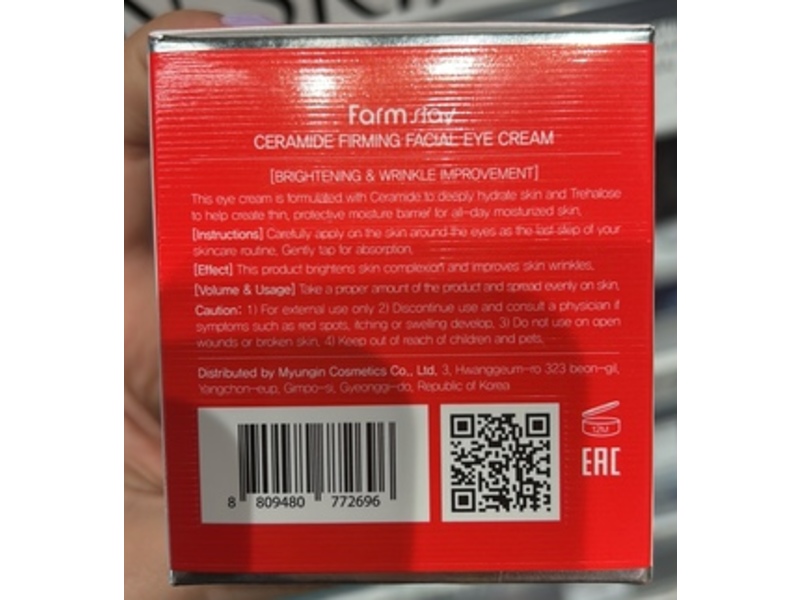 Farmstay
CERAMIDE FIRMING FACIAL EYE CREAM
[BRIGHTENING & WRINKLE IMPROVEMENT]
This eye cream is formulated with Ceramide to deeply hydrate skin and Trehalose
to help create thin, protective moisture barrier for all-day moisturized skin.
[Instructions] Carefully apply on the skin around the eyes as the last step of your
skincare routine. Gently tap for absorption.
[Effect] This product brightens skin complexion and improves skin wrinkles.
[Volume & Usage] Take a proper amount of the product and spread evenly on skin.
Caution: 1) For external use only 2) Discontinue use and consult a physician if
symptoms such as red spots, itching or swelling develop. 3) Do not use on open
wounds or broken skin. 4) Keep out of reach of children and pets.
Distributed by Myungin Cosmetics Co., Ltd. 3, Hwanggeum-ro 323 beon-gil,
Yangchon-eup, Gimpo-si, Gyeonggi-do, Republic of Korea
12M
EAC
8 809480 772696